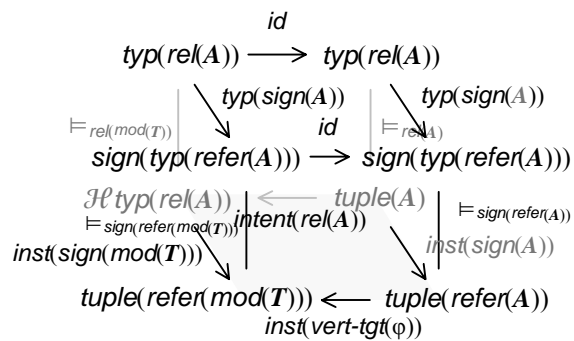 id
typ(rel(A)) typ(rel(A))
typ(sign(A)) typ(sign(A))
⊨rel(mod(T)) id ⊨rel(A)
sign(typ(refer(A))) sign(typ(refer(A)))
ℋtyp(rel(A)) tuple(A)
⊨sign(refer(mod(T))) intent(rel(A)) ⊨sign(refer(A))
inst(sign(mod(T))) inst(sign(A))
tuple(refer(mod(T))) tuple(refer(A))
inst(vert-tgt(φ))